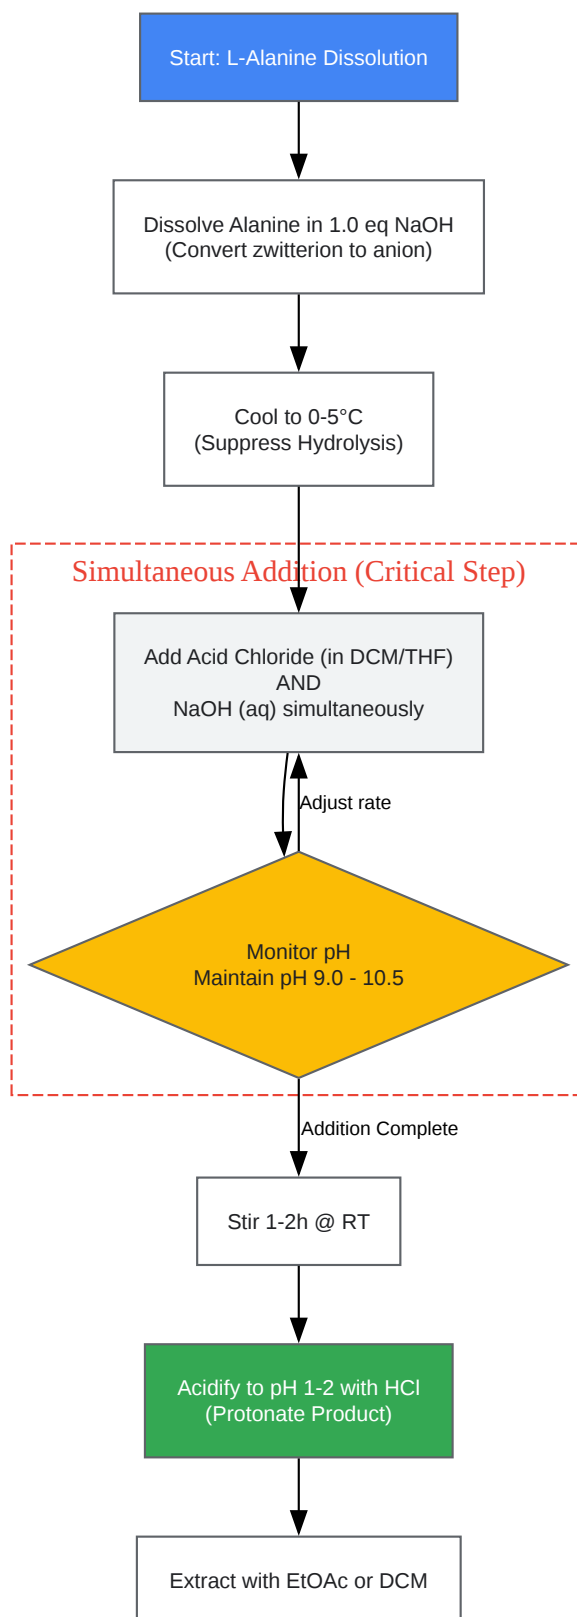 Start: L-Alanine Dissolution
Dissolve Alanine in 1.0 eq NaOH
(Convert zwitterion to anion)
Cool to 0-5°C
(Suppress Hydrolysis)
Simultaneous Addition (Critical Step)
Add Acid Chloride (in DCM/THF)
AND
NaOH (aq) simultaneously
Adjust rate
Monitor pH
Maintain pH 9.0 - 10.5
Addition Complete
Stir 1-2h @ RT
Acidify to pH 1-2 with HCl
(Protonate Product)
Extract with EtOAc or DCM